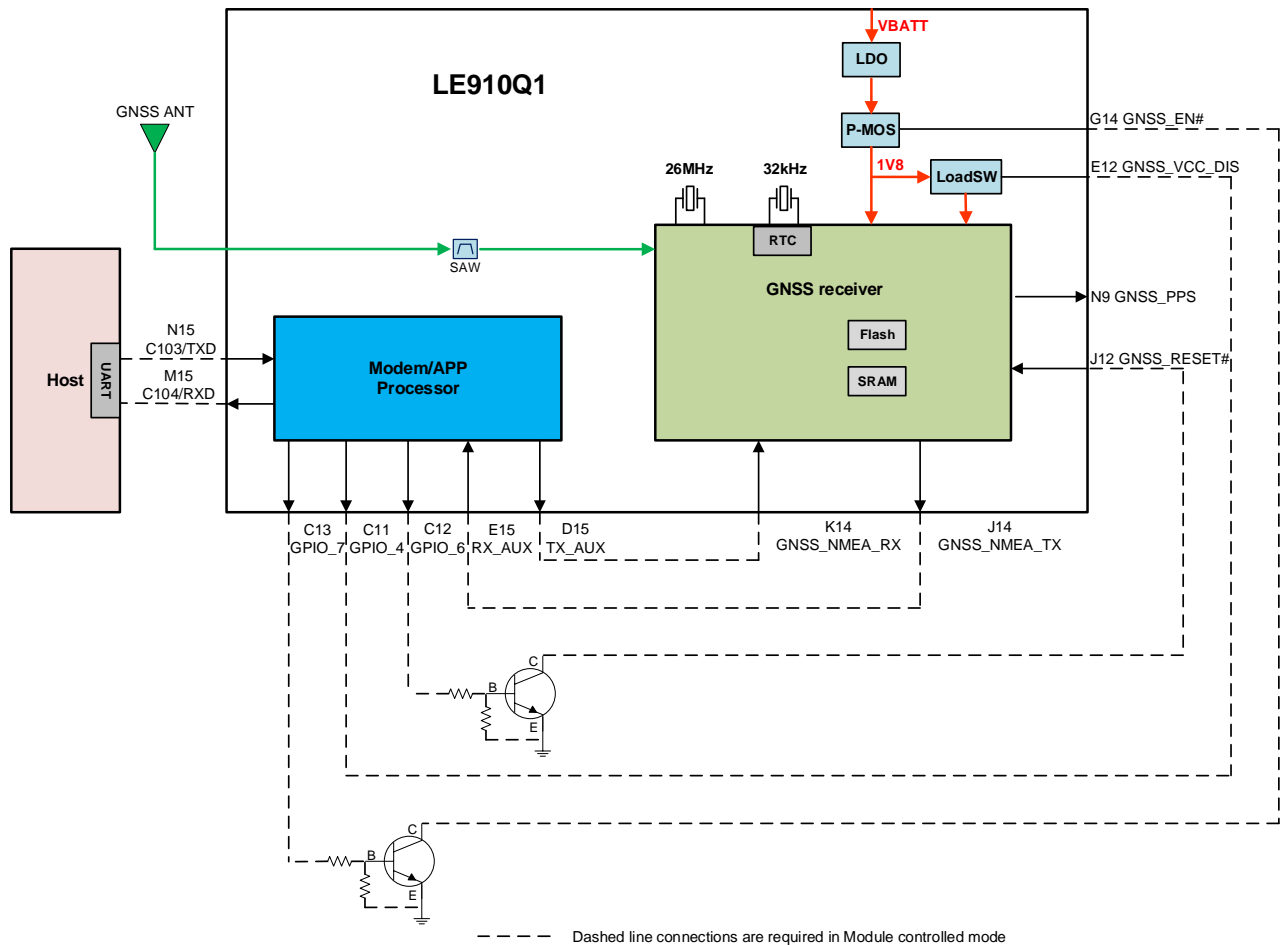 VBATT
LDO
LE910Q1
GNSS ANT
P-MOS
G14 GNSS_EN#
1V8
LoadSW
E12 GNSS_VCC_DIS
26MHz
32kHz
RTC
SAW
GNSS receiver
N9 GNSS_PPS
Flash
SRAM
J12 GNSS_RESET#
N15
C103/TXD
M15
C104/RXD
Host
UART
Modem/APP
Processor
C13
GPIO_7
C11
GPIO_4
C12
GPIO_6
E15
RX_AUX
D15
TX_AUX
K14
GNSS_NMEA_RX
J14
GNSS_NMEA_TX
C
B
E
C
B
E
Dashed line connections are required in Module controlled mode